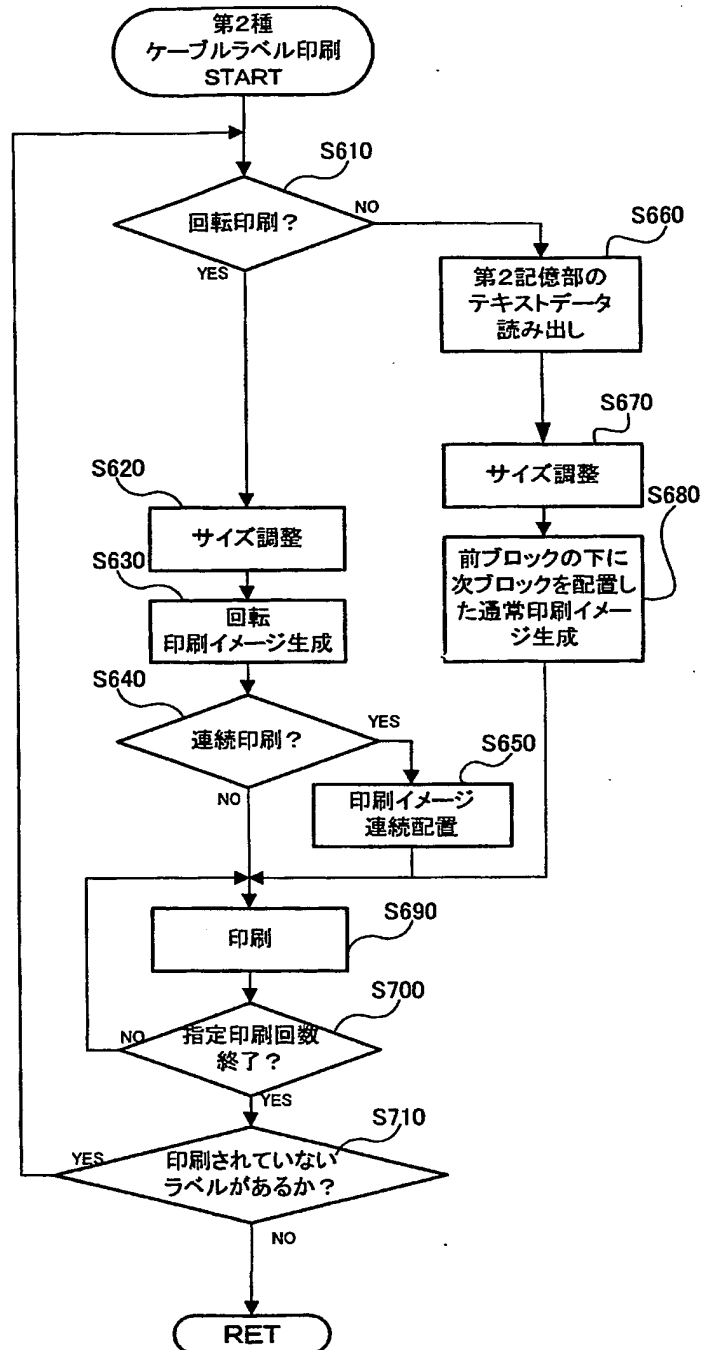 第2種
ケーブルラベル印刷
START
S610
回転印刷？
NO
YES
S660
第2記憶部の
テキストデータ
読み出し
S670
サイズ調整
S680
前ブロックの下に
次ブロックを配置し
た通常印刷イメー
ジ生成
S620
サイズ調整
S630
回転
印刷イメージ生成
S640
連続印刷？
YES
NO
S650
印刷イメージ
連続配置
S690
印刷
S700
指定印刷回数
終了？
NO
YES
S710
印刷されていない
ラベルがあるか？
YES
NO
RET